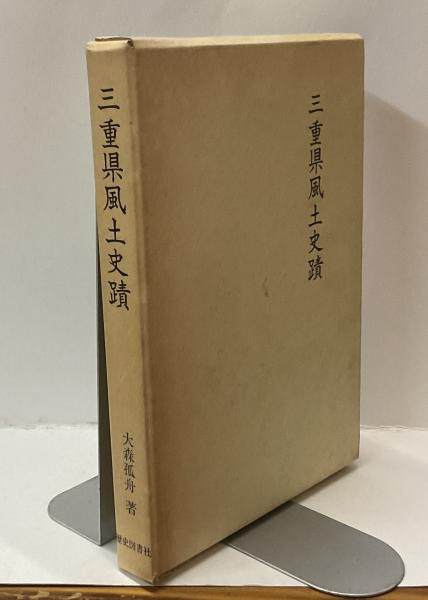 三重県風土史蹟
三重県風土史蹟
大森孤舟 著
歴史図書社